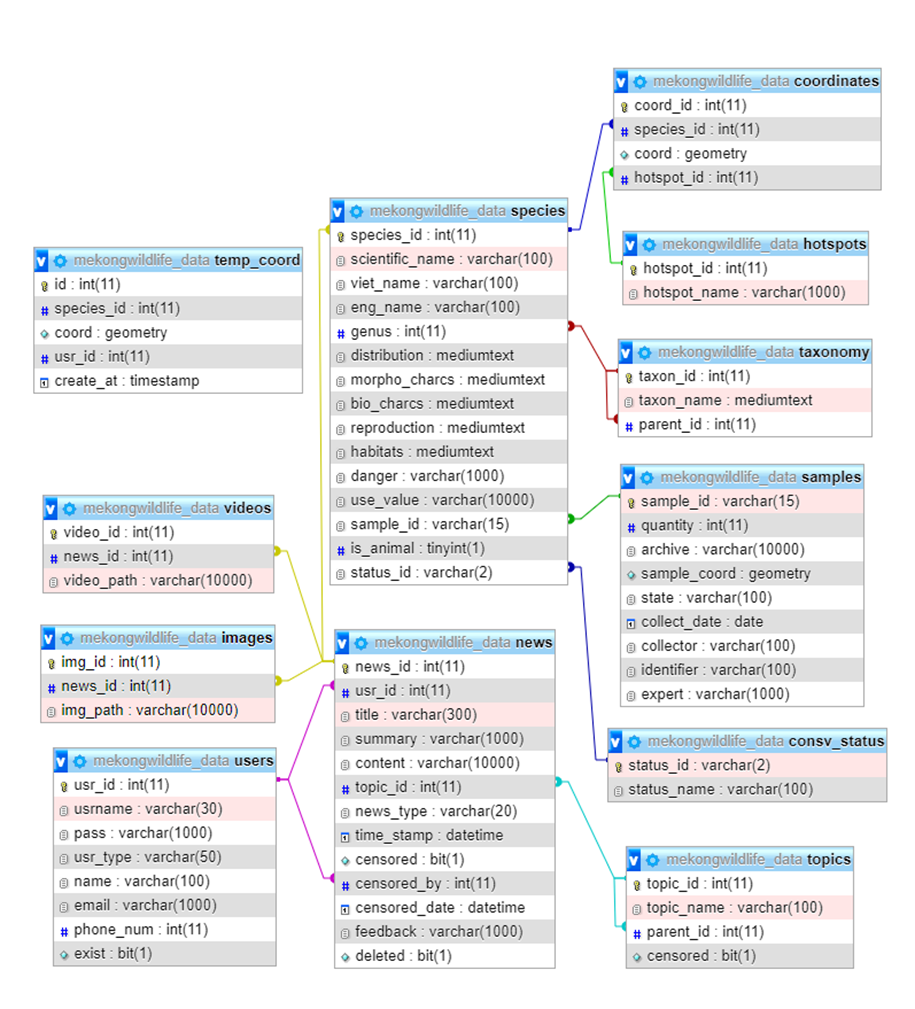 mekongwildlife_data coordinates
coord_id : int(11)
species_id : int(11)
coord : geometry
hotspot_id : int(11)
mekongwildlife_data species
species_id : int(11)
scientific_name : varchar(100)
viet_name : varchar(100)
eng_name : varchar(100)
genus : int(11)
distribution : mediumtext
morpho_charcs : mediumtext
bio_charcs : mediumtext
reproduction : mediumtext
habitats : mediumtext
danger : varchar(1000)
use_value : varchar(10000)
sample_id : varchar(15)
is_animal : tinyint(1)
status_id : varchar(2)
mekongwildlife_data hotspots
hotspot_id : int(11)
hotspot_name : varchar(1000)
mekongwildlife_data temp_coord
id : int(11)
species_id : int(11)
coord : geometry
usr_id : int(11)
create_at : timestamp
mekongwildlife_data taxonomy
taxon_id : int(11)
taxon_name : mediumtext
parent_id : int(11)
mekongwildlife_data samples
sample_id : varchar(15)
quantity : int(11)
archive : varchar(10000)
sample_coord : geometry
state : varchar(100)
collect_date : date
collector : varchar(100)
identifier : varchar(100)
expert : varchar(1000)
mekongwildlife_data videos
video_id : int(11)
news_id : int(11)
video_path : varchar(10000)
mekongwildlife_data images
img_id : int(11)
news_id : int(11)
img_path : varchar(10000)
mekongwildlife_data news
news_id : int(11)
usr_id : int(11)
title : varchar(300)
summary : varchar(1000)
content : varchar(10000)
topic_id : int(11)
news_type : varchar(20)
time_stamp : datetime
censored : bit(1)
censored_by : int(11)
censored_date : datetime
feedback : varchar(1000)
deleted : bit(1)
mekongwildlife_data users
usr_id : int(11)
usrname : varchar(30)
pass : varchar(1000)
usr_type : varchar(50)
name : varchar(100)
email : varchar(1000)
phone_num : int(11)
exist : bit(1)
mekongwildlife_data consv_status
status_id : varchar(2)
status_name : varchar(100)
mekongwildlife_data topics
topic_id : int(11)
topic_name : varchar(100)
parent_id : int(11)
censored : bit(1)